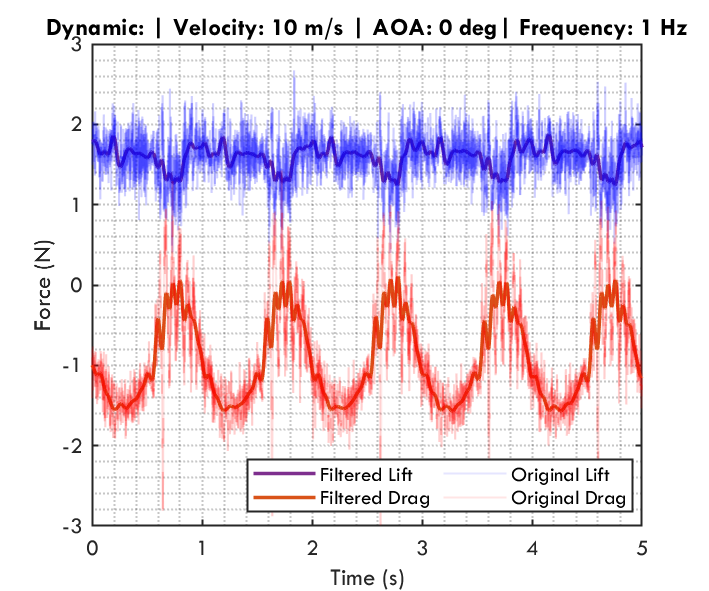 Dynamic: | Velocity: 10 m/s | AOA: 0 deg| Frequency: 1 Hz
3
2
1
0
-1
-2
-3
Force (N)
Filtered Lift
Original Lift
Filtered Drag
Original Drag
0 1 2 3 4 5
Time (s)